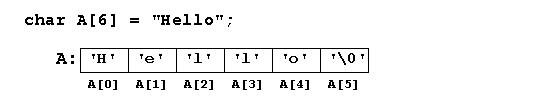 char A[6] = "Hello";
A: 'H' 'e' 'l' 'l' 'o' '\0'
A[0] A[1] A[2] A[3] A[4] A[5]